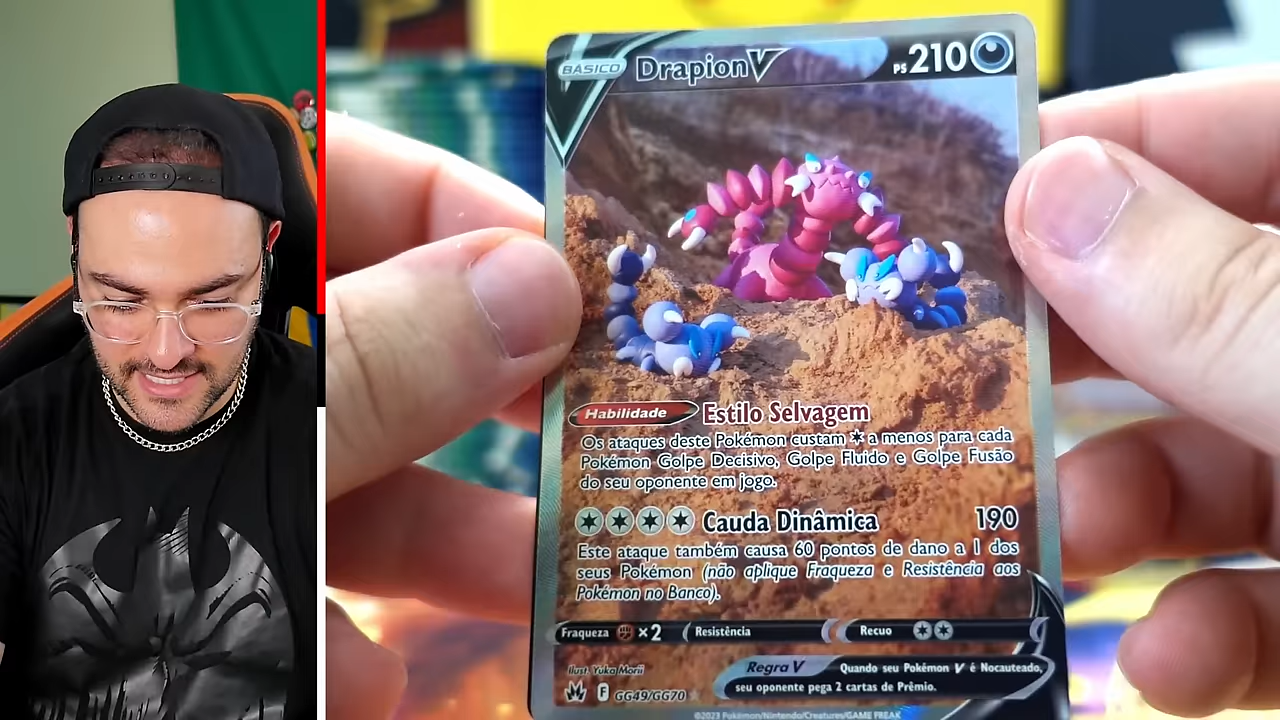 BÁSICO DrapionV PS 210
Habilidade Estilo Selvagem
Os ataques deste Pokémon custam ✶ a menos para cada
Pokémon Golpe Decisivo, Golpe Fluido e Golpe Fusão
do seu oponente em jogo.
Cauda Dinâmica 190
Este ataque também causa 60 pontos de dano a 1 dos
seus Pokémon (não aplique Fraqueza e Resistência aos
Pokémon no Banco).
Fraqueza ×2 Resistência Recuo
Ilust. Yuka Morii
Regra V Quando seu Pokémon V é Nocauteado,
seu oponente pega 2 cartas de Prêmio.
F GG49/GG70
©2023 Pokémon/Nintendo/Creatures/GAME FREAK